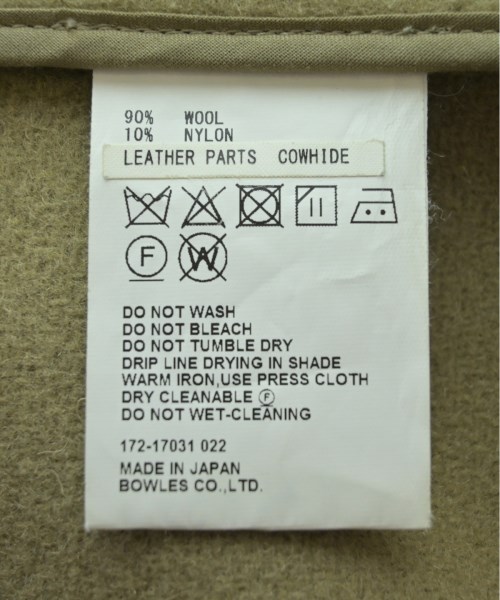 90% WOOL
10% NYLON
LEATHER PARTS COWHIDE
F W
DO NOT WASH
DO NOT BLEACH
DO NOT TUMBLE DRY
DRIP LINE DRYING IN SHADE
WARM IRON,USE PRESS CLOTH
DRY CLEANABLE Ⓕ
DO NOT WET-CLEANING
172-17031 022
MADE IN JAPAN
BOWLES CO.,LTD.